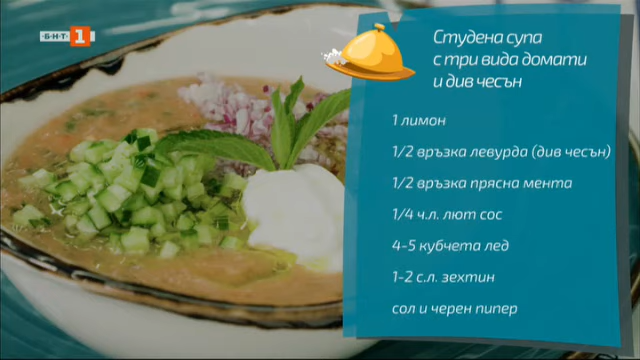 БНТ 1
Студена супа
с три вида домати
и див чесън
1 лимон
1/2 връзка левурда (див чесън)
1/2 връзка прясна мента
1/4 ч.л. лют сос
4-5 кубчета лед
1-2 с.л. зехтин
сол и черен пипер